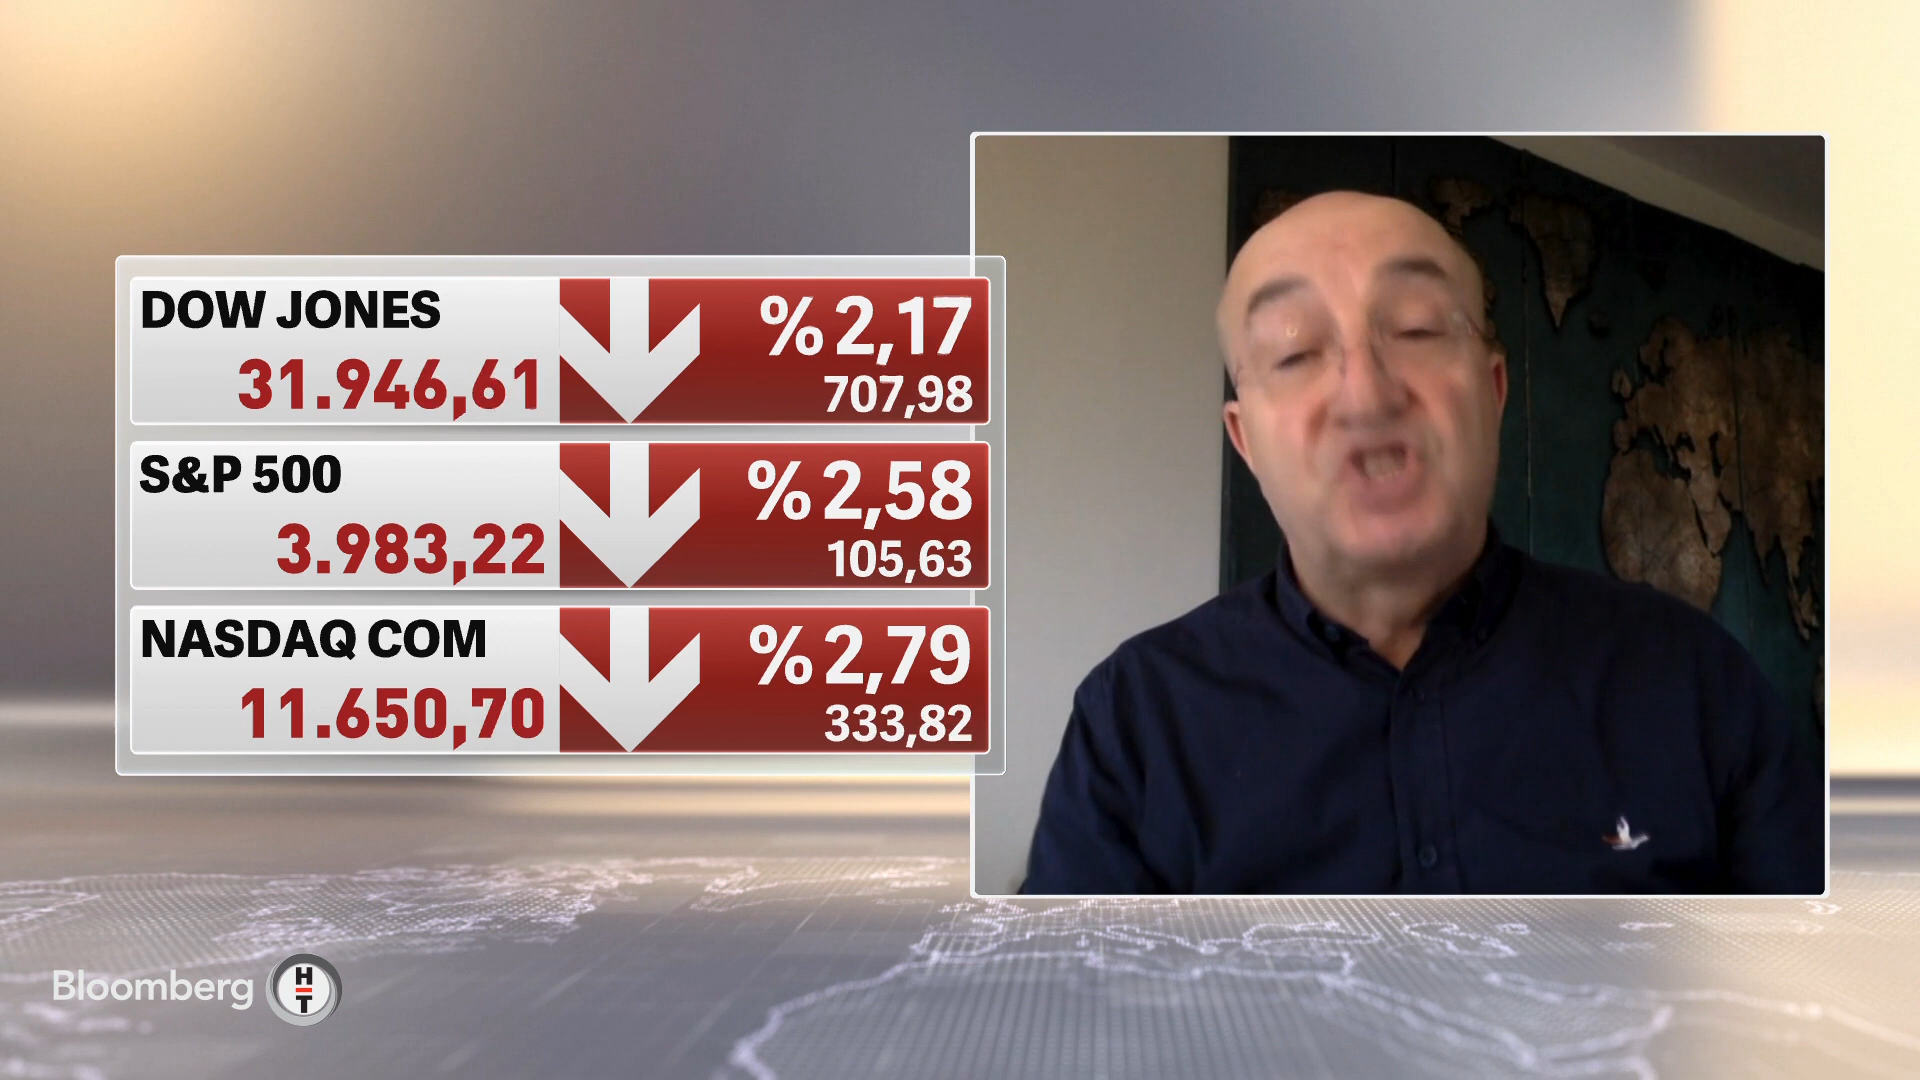 DOW JONES
31.946,61
%2,17
707,98
S&P 500
3.983,22
%2,58
105,63
NASDAQ COM
11.650,70
%2,79
333,82
Bloomberg HT